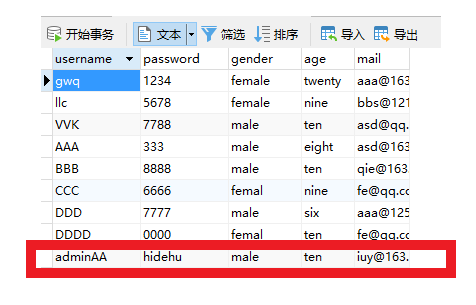 开始事务 文本 筛选 排序 导入 导出
username password gender age mail
gwq 1234 female twenty aaa@163
llc 5678 female nine bbs@121
VVK 7788 male ten asd@qq.
AAA 333 male eight asd@qq.
BBB 8888 male ten qie@163.
CCC 6666 femal nine fe@qq.co
DDD 7777 male six aaa@125
DDDD 0000 femal ten fe@qq.co
adminAA hidehu male ten iuy@163.